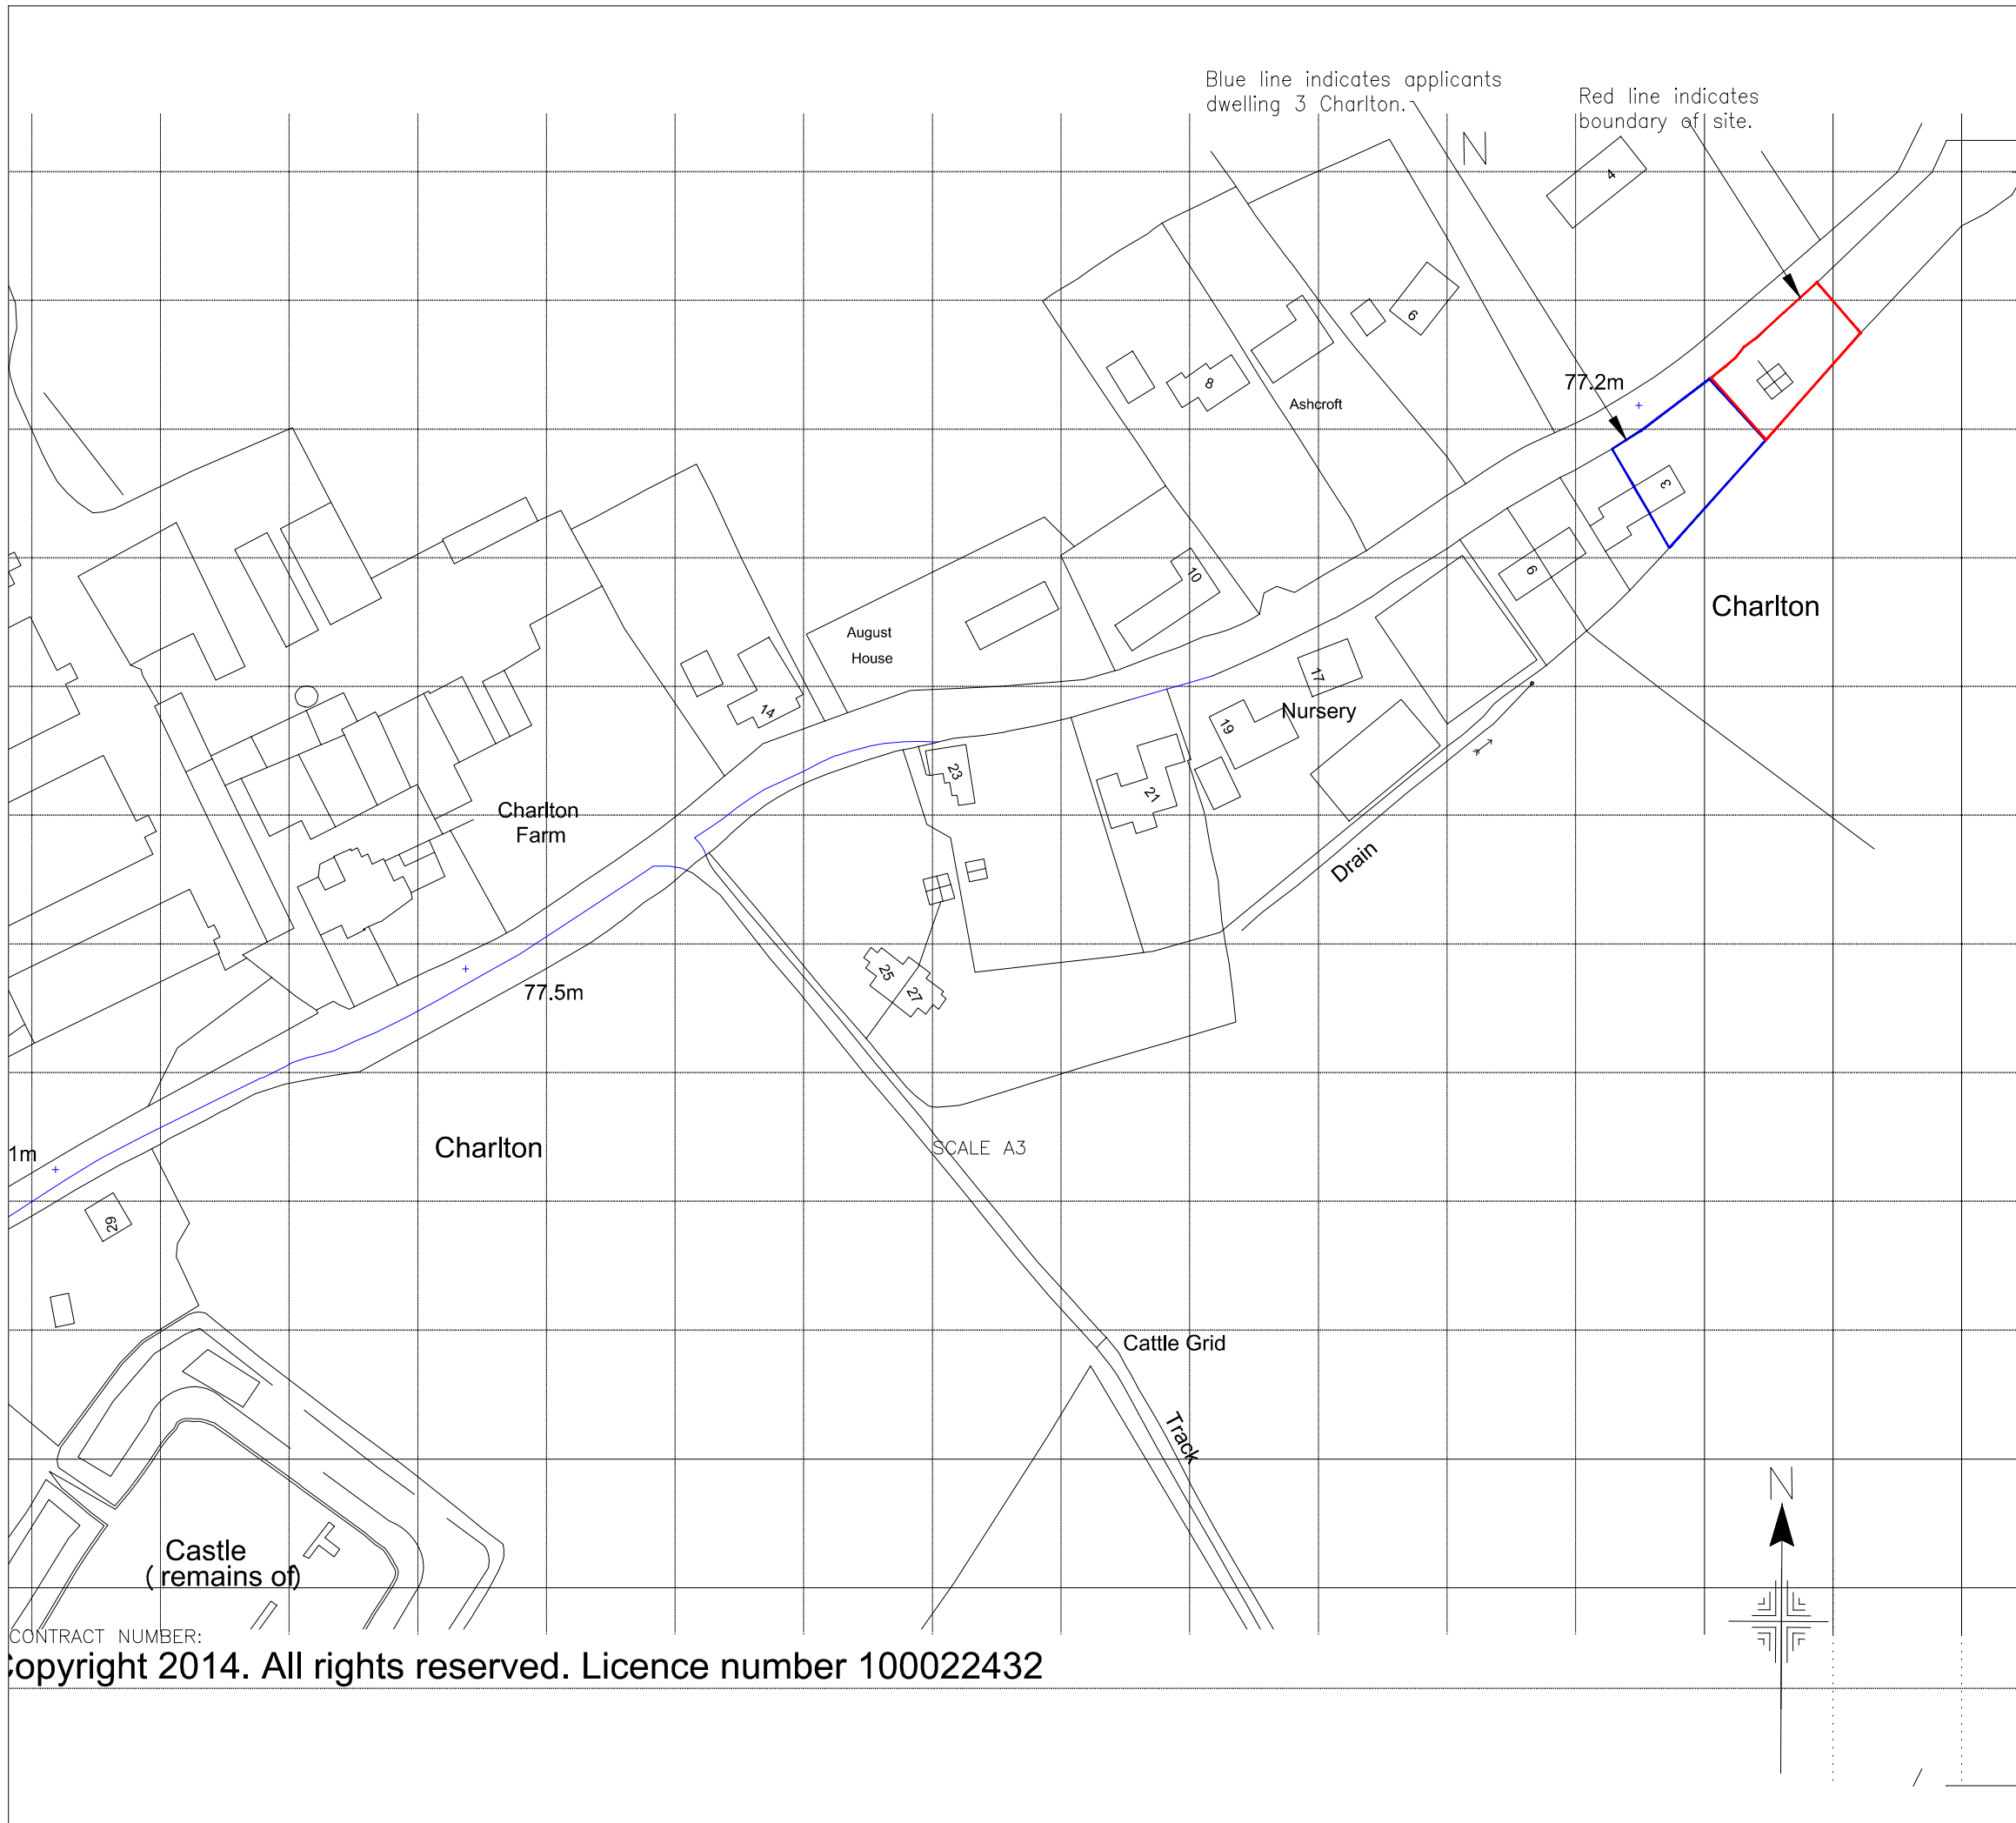 Blue line indicates applicants
dwelling 3 Charlton.
Red line indicates
boundary of site.
N
4
6
8
Ashcroft
77.2m
3
6
10
Charlton
August
House
14
17
Nursery
19
23
21
Charlton
Farm
Drain
25
27
77.5m
Charlton
SCALE A3
1m
29
Cattle Grid
Track
N
Castle
( remains of)
CONTRACT NUMBER:
opyright 2014. All rights reserved. Licence number 100022432